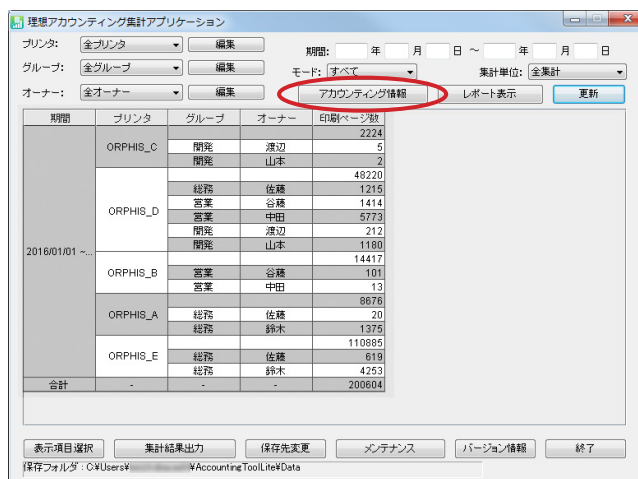 理想アカウンティング集計アプリケーション
プリンタ: 全プリンタ 編集 期間: 年 月 日 ~ 年 月 日
グループ: 全グループ 編集 モード: すべて 集計単位: 全集計
オーナー: 全オーナー 編集 アカウンティング情報 レポート表示 更新
期間 プリンタ グループ オーナー 印刷ページ数
2224
ORPHIS_C 開発 渡辺 5
開発 山本 2
48220
総務 佐藤 1215
営業 谷藤 1414
ORPHIS_D 営業 中田 5773
開発 渡辺 212
開発 山本 1180
2016/01/01 ~... 14417
ORPHIS_B 営業 谷藤 101
営業 中田 13
8676
ORPHIS_A 総務 佐藤 20
総務 鈴木 1375
110885
ORPHIS_E 総務 佐藤 619
総務 鈴木 4253
合計 - - - 200604
表示項目選択 集計結果出力 保存先変更 メンテナンス バージョン情報 終了
保存フォルダ : C:¥Users¥ ¥AccountingToolLite¥Data